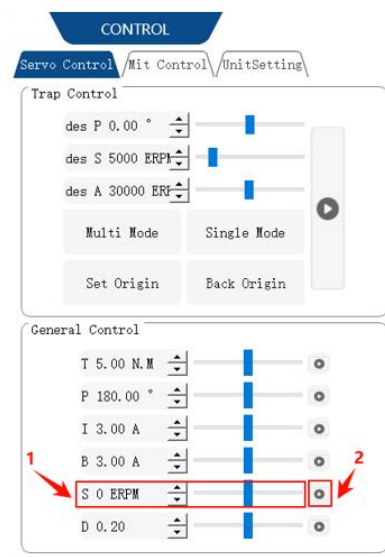 CONTROL
Servo Control Mit Control UnitSetting
Trap Control
des P 0.00 °
des S 5000 ERPM
des A 30000 ER
Multi Mode Single Mode
Set Origin Back Origin
General Control
T 5.00 N.M
P 180.00 °
I 3.00 A
B 3.00 A
1 2
S 0 ERPM
D 0.20